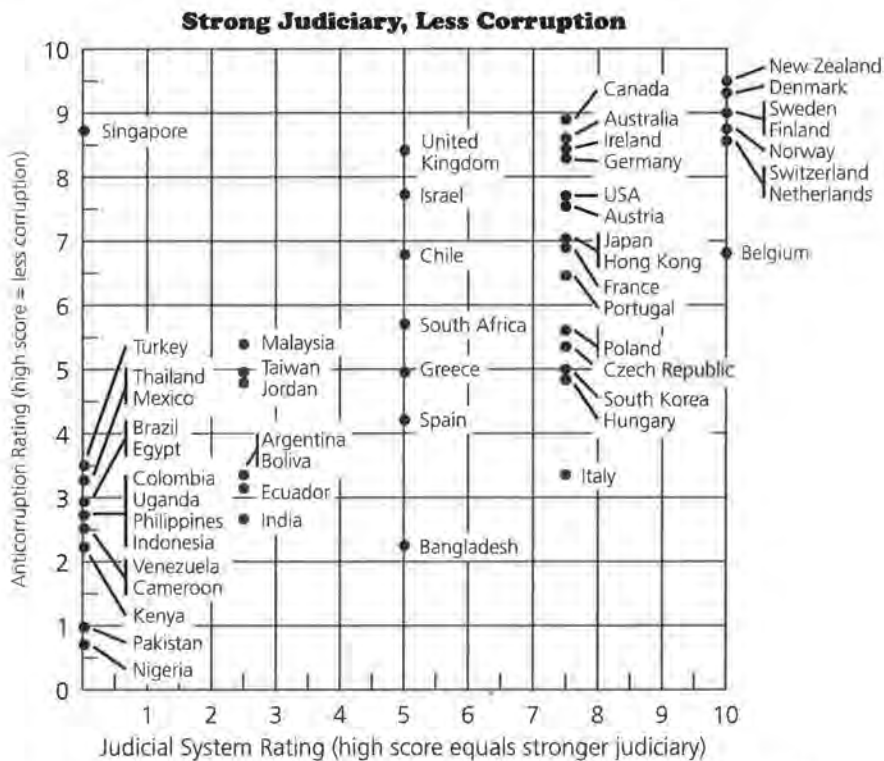 Strong Judiciary, Less Corruption
Anticorruption Rating (high score = less corruption)
10
9
8
7
6
5
4
3
2
1
0
Singapore
Turkey
Thailand
Mexico
Brazil
Egypt
Colombia
Uganda
Philippines
Indonesia
Venezuela
Cameroon
Kenya
Pakistan
Nigeria
Malaysia
Taiwan
Jordan
Argentina
Boliva
Ecuador
India
United
Kingdom
Israel
Chile
South Africa
Greece
Spain
Bangladesh
Canada
Australia
Ireland
Germany
USA
Austria
Japan
Hong Kong
France
Portugal
Poland
Czech Republic
South Korea
Hungary
Italy
New Zealand
Denmark
Sweden
Finland
Norway
Switzerland
Netherlands
Belgium
1 2 3 4 5 6 7 8 9 10
Judicial System Rating (high score equals stronger judiciary)